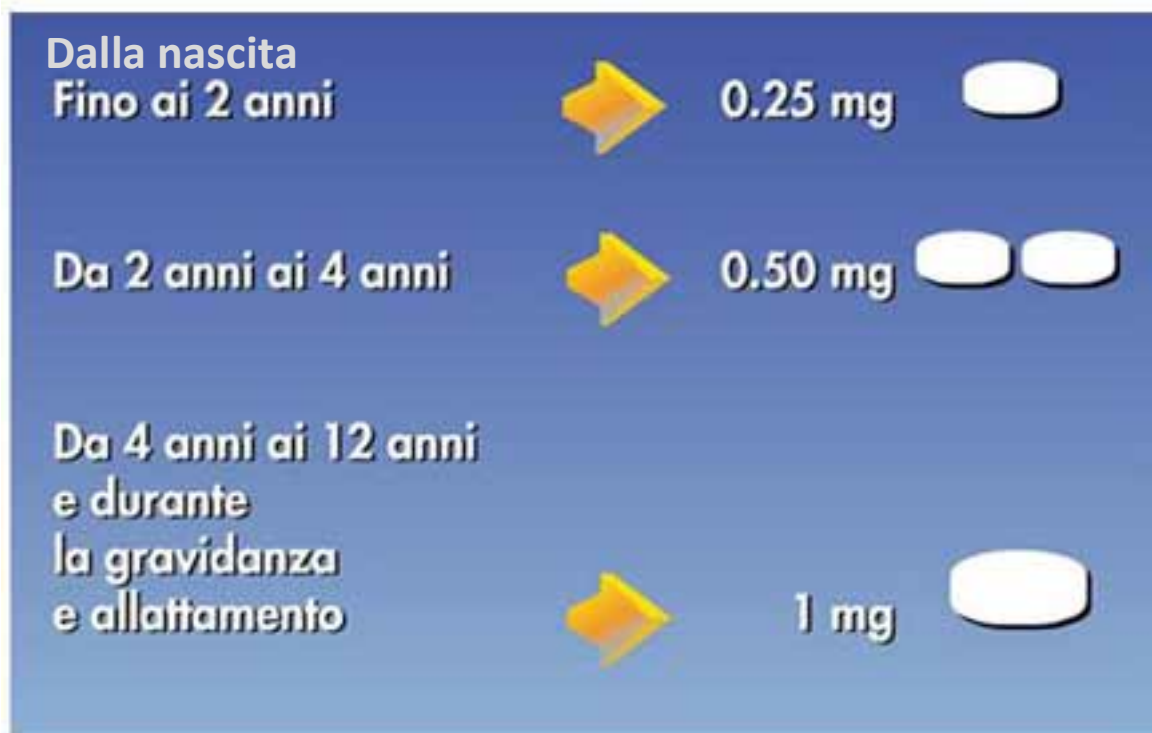 Dalla nascita
Fino ai 2 anni 0.25 mg
Da 2 anni ai 4 anni 0.50 mg
Da 4 anni ai 12 anni
e durante
la gravidanza
e allattamento 1 mg